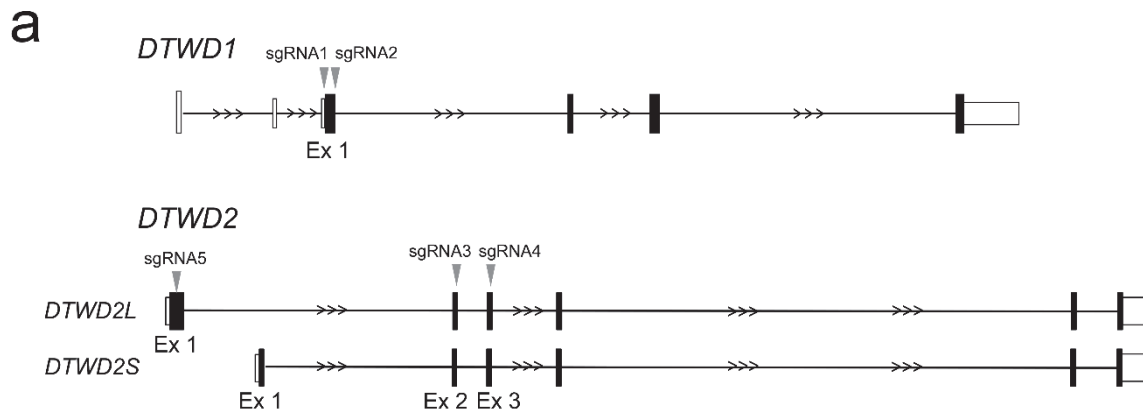 a
DTWD1
sgRNA1 sgRNA2
Ex 1
DTWD2
sgRNA5 sgRNA3 sgRNA4
DTWD2L
Ex 1
DTWD2S
Ex 1 Ex 2 Ex 3